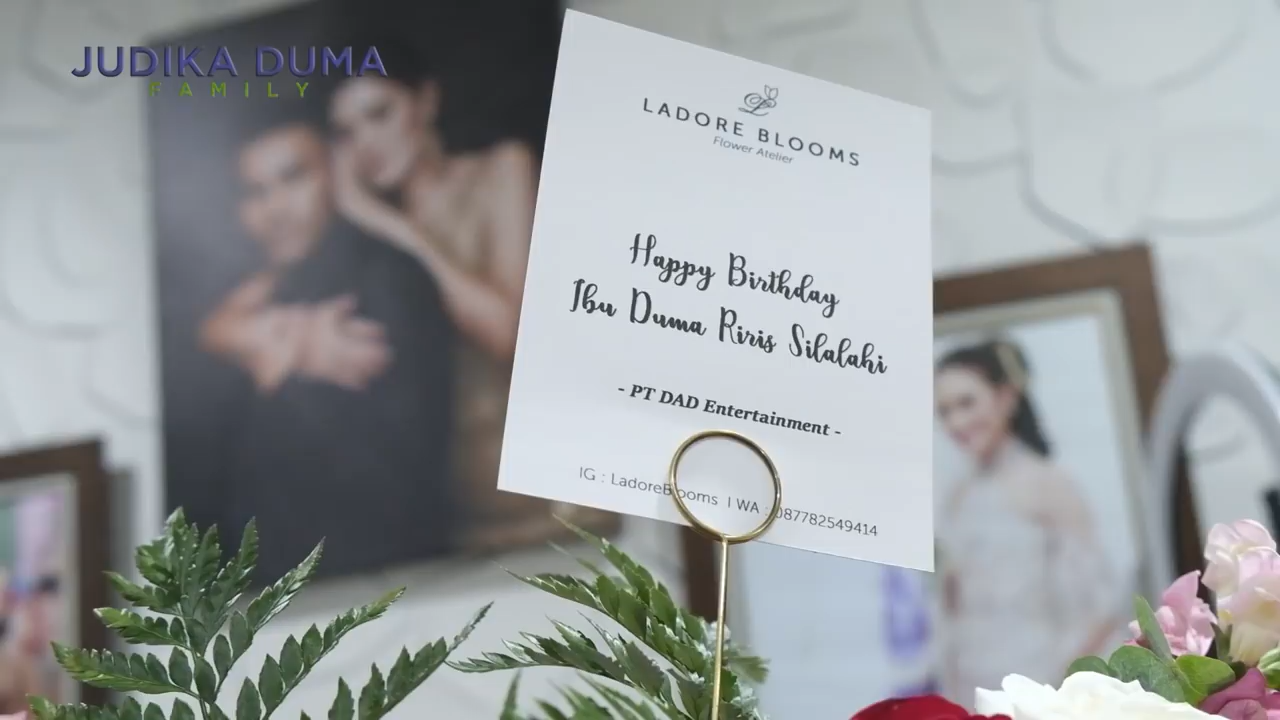 JUDIKA DUMA
FAMILY
LADORE BLOOMS
Flower Atelier
Happy Birthday
Ibu Duma Riris Silalahi
- PT DAD Entertainment -
IG : LadoreBlooms I WA : 087782549414